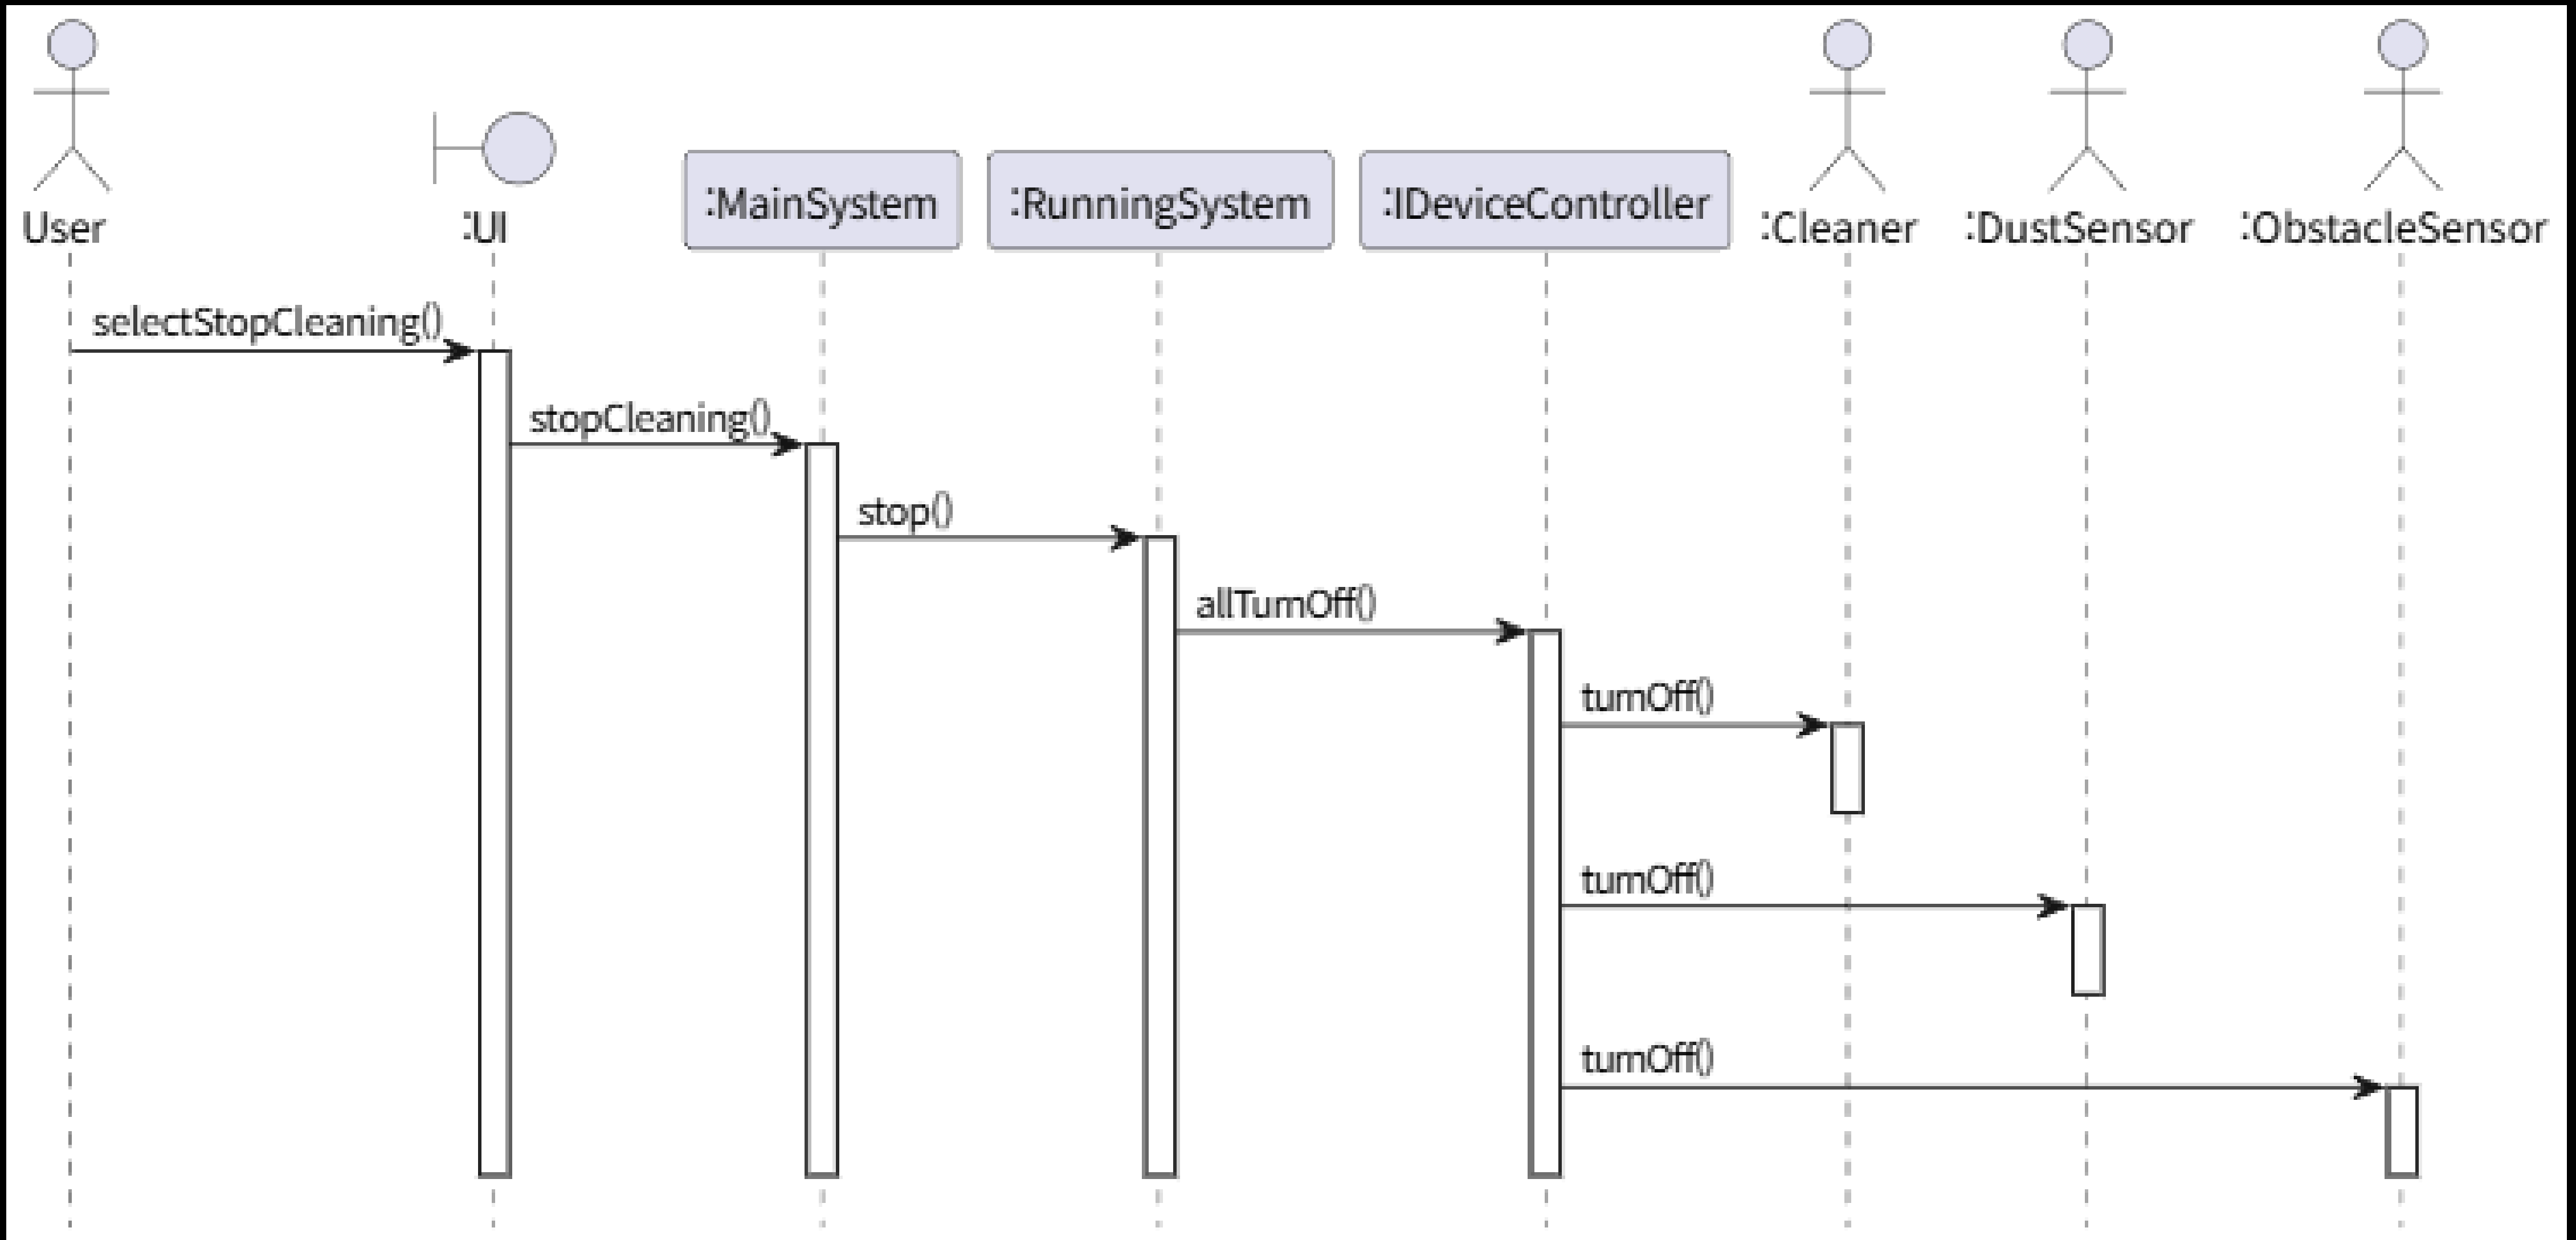 User
:UI
:MainSystem
:RunningSystem
:IDeviceController
:Cleaner
:DustSensor
:ObstacleSensor
selectStopCleaning()
stopCleaning()
stop()
allTurnOff()
turnOff()
turnOff()
turnOff()